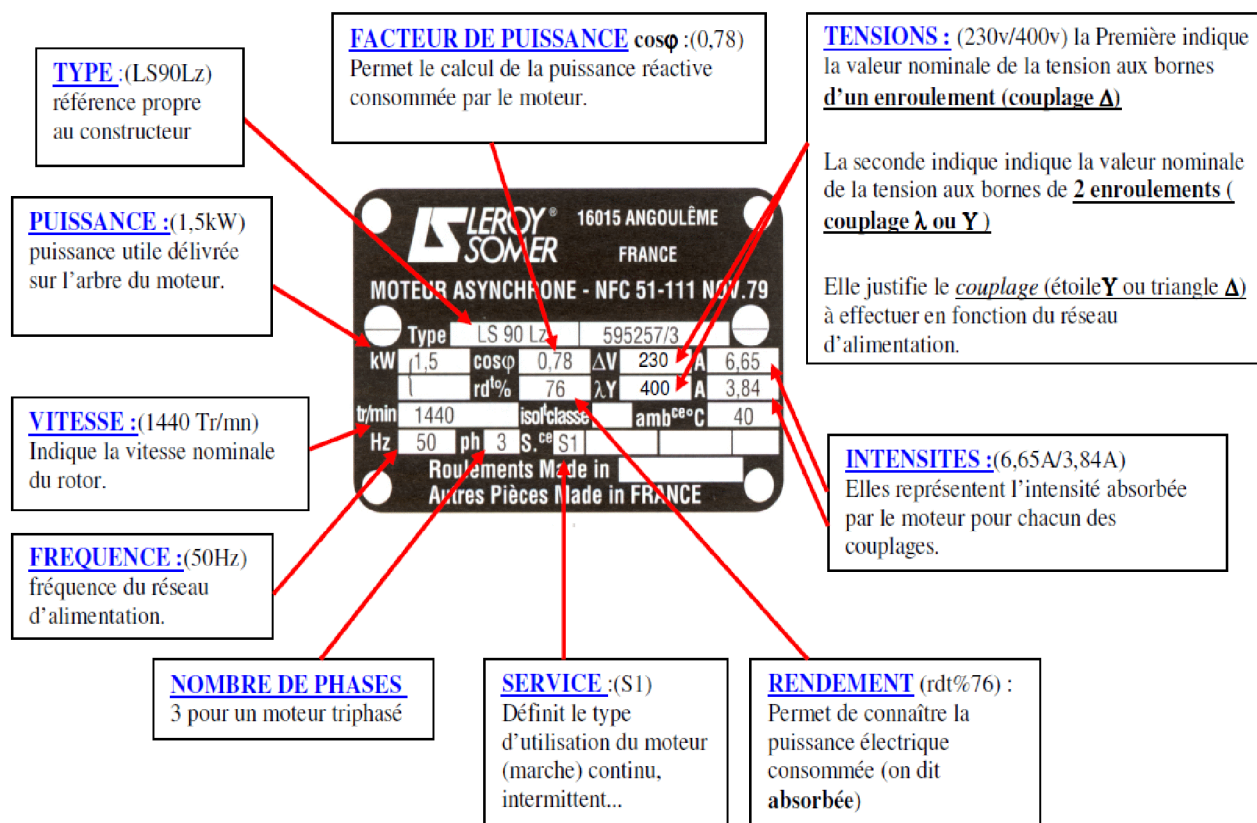 TYPE :(LS90Lz)
référence propre
au constructeur
FACTEUR DE PUISSANCE cosφ :(0,78)
Permet le calcul de la puissance réactive
consommée par le moteur.
TENSIONS : (230v/400v) la Première indique
la valeur nominale de la tension aux bornes
d'un enroulement (couplage Δ)
La seconde indique indique la valeur nominale
de la tension aux bornes de 2 enroulements (
couplage λ ou Y )
Elle justifie le couplage (étoileY ou triangle Δ)
à effectuer en fonction du réseau
d'alimentation.
PUISSANCE :(1,5kW)
puissance utile délivrée
sur l'arbre du moteur.
LEROY®
SOMER
16015 ANGOULÊME
FRANCE
MOTEUR ASYNCHRONE - NFC 51-111 NOV.79
Type LS 90 Lz 595257/3
kW 1,5 cosφ 0,78 ΔV 230 A 6,65
rdt% 76 λY 400 A 3,84
tr/min 1440 isolt classe ambce°C 40
Hz 50 ph 3 S.ce S1
Roulements Made in
Autres Pièces Made in FRANCE
VITESSE :(1440 Tr/mn)
Indique la vitesse nominale
du rotor.
INTENSITES :(6,65A/3,84A)
Elles représentent l'intensité absorbée
par le moteur pour chacun des
couplages.
FREQUENCE :(50Hz)
fréquence du réseau
d'alimentation.
NOMBRE DE PHASES
3 pour un moteur triphasé
SERVICE :(S1)
Définit le type
d'utilisation du moteur
(marche) continu,
intermittent...
RENDEMENT (rdt%76) :
Permet de connaître la
puissance électrique
consommée (on dit
absorbée)